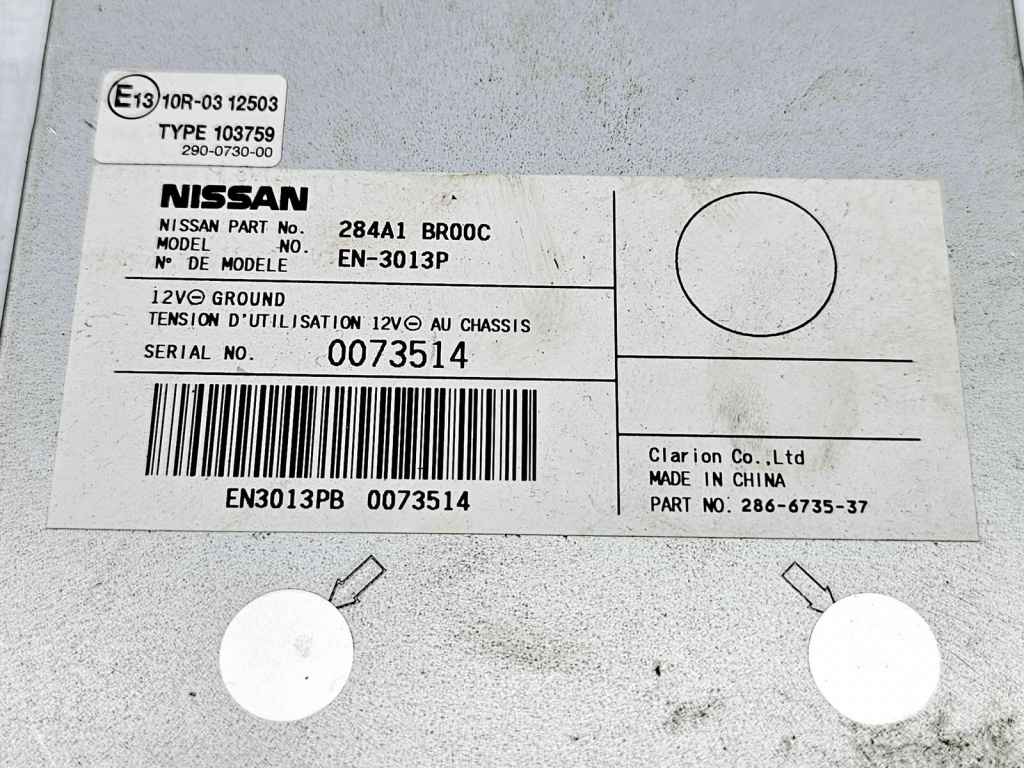 E13 10R-03 12503
TYPE 103759
290-0730-00
NISSAN
NISSAN PART No. 284A1 BR00C
MODEL NO.
N° DE MODELE EN-3013P
12V⊖ GROUND
TENSION D'UTILISATION 12V⊖ AU CHASSIS
SERIAL NO. 0073514
EN3013PB 0073514
Clarion Co.,Ltd
MADE IN CHINA
PART NO. 286-6735-37